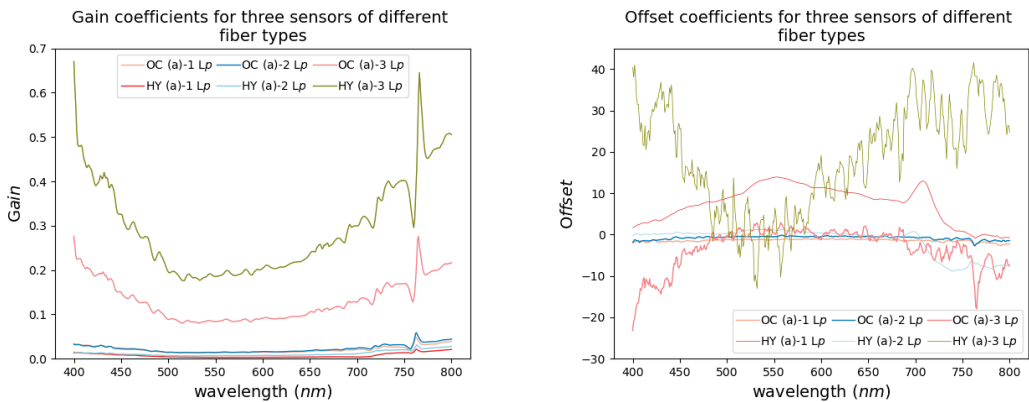 Gain coefficients for three sensors of different
fiber types
Gain
0.7
0.6
0.5
0.4
0.3
0.2
0.1
0.0
OC (a)-1 Lp OC (a)-2 Lp OC (a)-3 Lp
HY (a)-1 Lp HY (a)-2 Lp HY (a)-3 Lp
400 450 500 550 600 650 700 750 800
wavelength (nm)
Offset coefficients for three sensors of different
fiber types
Offset
40
30
20
10
0
−10
−20
−30
OC (a)-1 Lp OC (a)-2 Lp OC (a)-3 Lp
HY (a)-1 Lp HY (a)-2 Lp HY (a)-3 Lp
400 450 500 550 600 650 700 750 800
wavelength (nm)